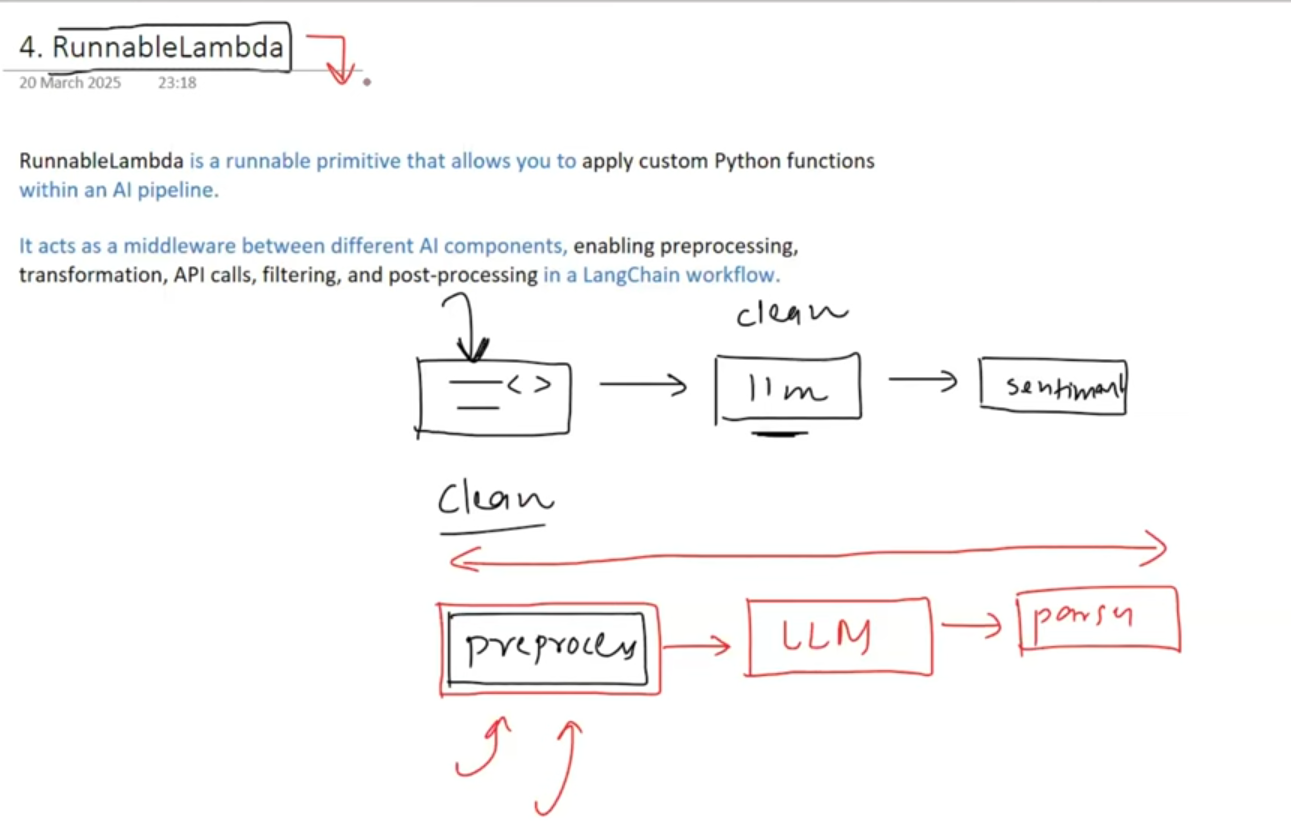 4. RunnableLambda
20 March 2025 23:18
RunnableLambda is a runnable primitive that allows you to apply custom Python functions
within an AI pipeline.
It acts as a middleware between different AI components, enabling preprocessing,
transformation, API calls, filtering, and post-processing in a LangChain workflow.
clean
< >
llm
sentiment
Clean
preprocess
LLM